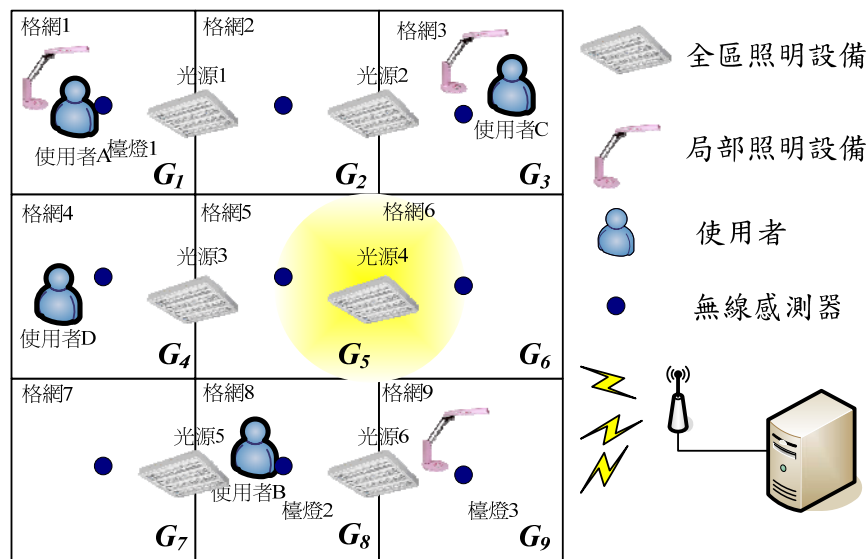 格網1
格網2
格網3
光源1
光源2
使用者A
檯燈1
使用者C
G1
G2
G3
格網4
格網5
格網6
光源3
光源4
使用者D
G4
G5
G6
格網7
格網8
格網9
光源5
光源6
使用者B
檯燈2
檯燈3
G7
G8
G9
全區照明設備
局部照明設備
使用者
無線感測器